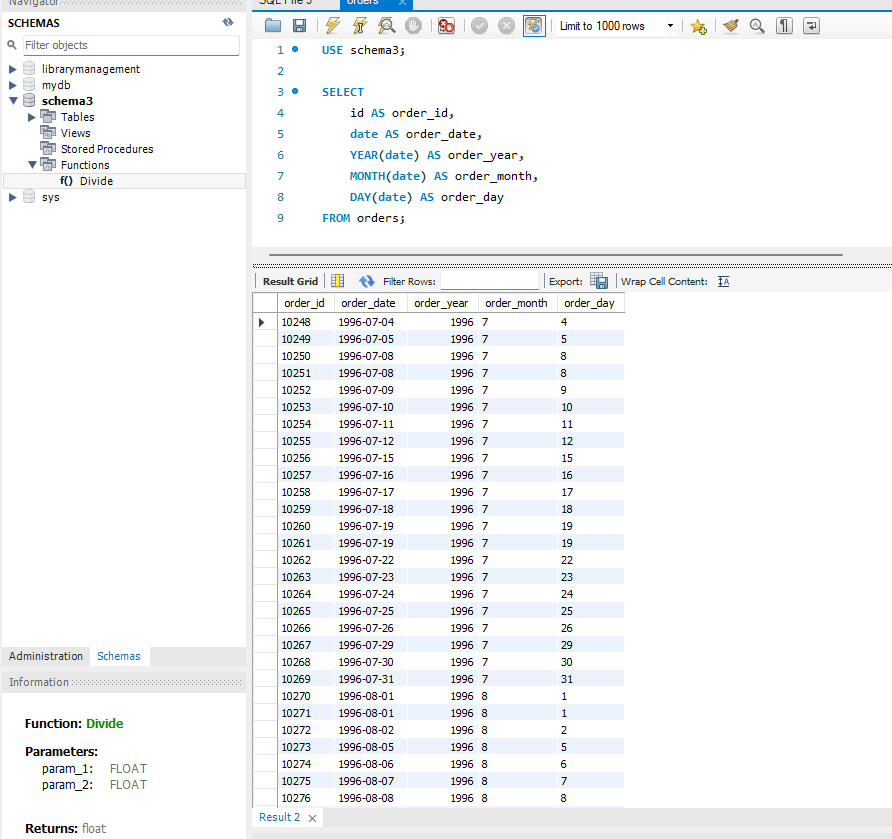 Navigator
SCHEMAS
Filter objects
librarymanagement
mydb
schema3
Tables
Views
Stored Procedures
Functions
f() Divide
sys
Administration Schemas
Information
Function: Divide
Parameters:
param_1: FLOAT
param_2: FLOAT
Returns: float
orders
Limit to 1000 rows
1 USE schema3;
2
3 SELECT
4 id AS order_id,
5 date AS order_date,
6 YEAR(date) AS order_year,
7 MONTH(date) AS order_month,
8 DAY(date) AS order_day
9 FROM orders;
Result Grid Filter Rows: Export: Wrap Cell Content:
order_id order_date order_year order_month order_day
10248 1996-07-04 1996 7 4
10249 1996-07-05 1996 7 5
10250 1996-07-08 1996 7 8
10251 1996-07-08 1996 7 8
10252 1996-07-09 1996 7 9
10253 1996-07-10 1996 7 10
10254 1996-07-11 1996 7 11
10255 1996-07-12 1996 7 12
10256 1996-07-15 1996 7 15
10257 1996-07-16 1996 7 16
10258 1996-07-17 1996 7 17
10259 1996-07-18 1996 7 18
10260 1996-07-19 1996 7 19
10261 1996-07-19 1996 7 19
10262 1996-07-22 1996 7 22
10263 1996-07-23 1996 7 23
10264 1996-07-24 1996 7 24
10265 1996-07-25 1996 7 25
10266 1996-07-26 1996 7 26
10267 1996-07-29 1996 7 29
10268 1996-07-30 1996 7 30
10269 1996-07-31 1996 7 31
10270 1996-08-01 1996 8 1
10271 1996-08-01 1996 8 1
10272 1996-08-02 1996 8 2
10273 1996-08-05 1996 8 5
10274 1996-08-06 1996 8 6
10275 1996-08-07 1996 8 7
10276 1996-08-08 1996 8 8
Result 2